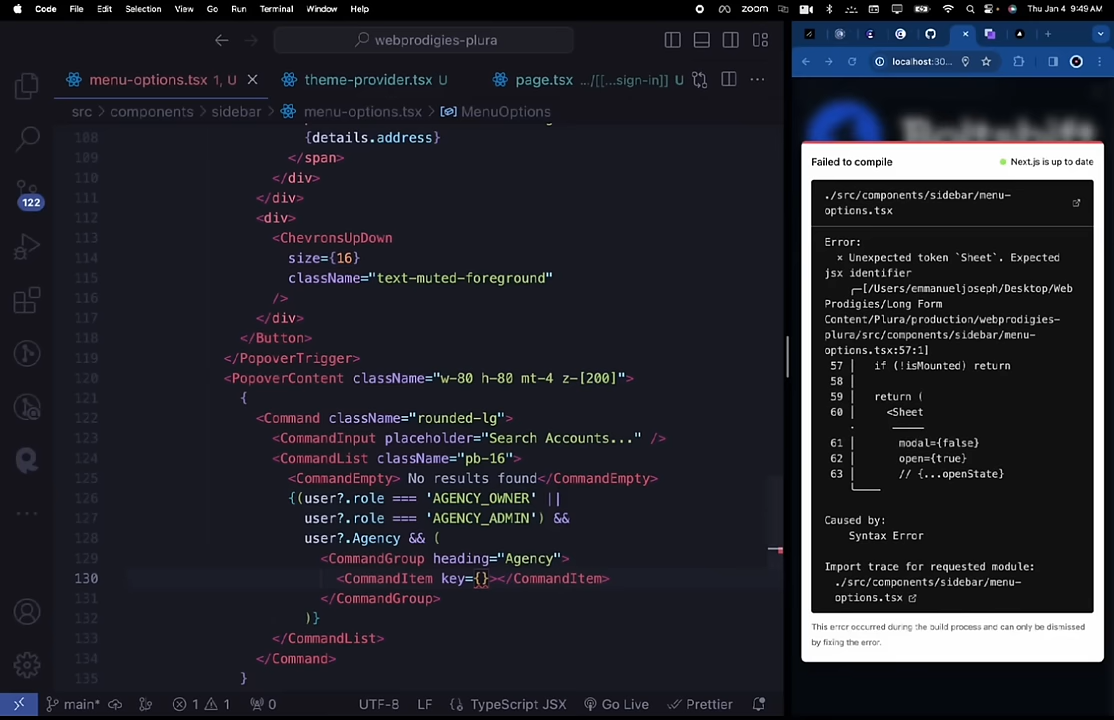 Code File Edit Selection View Go Run Terminal Window Help
zoom
Thu Jan 4 9:49 AM
webprodigies-plura
menu-options.tsx 1, U
theme-provider.tsx U
page.tsx .../[[...sign-in]] U
src > components > sidebar > menu-options.tsx > MenuOptions
108 {details.address}
109 </span>
110 </div>
111 </div>
112 <div>
113 <ChevronsUpDown
114 size={16}
115 className="text-muted-foreground"
116 />
117 </div>
118 </Button>
119 </PopoverTrigger>
120 <PopoverContent className="w-80 h-80 mt-4 z-[200]">
121 {
122 <Command className="rounded-lg">
123 <CommandInput placeholder="Search Accounts..." />
124 <CommandList className="pb-16">
125 <CommandEmpty> No results found</CommandEmpty>
126 {(user?.role === 'AGENCY_OWNER' ||
127 user?.role === 'AGENCY_ADMIN') &&
128 user?.Agency && (
129 <CommandGroup heading="Agency">
130 <CommandItem key={}></CommandItem>
131 </CommandGroup>
132 )}
133 </CommandList>
134 </Command>
135 }
122
main* 1 1 0 UTF-8 LF {} TypeScript JSX Go Live Prettier
localhost:30...
Failed to compile
Next.js is up to date
./src/components/sidebar/menu-
options.tsx
Error:
× Unexpected token `Sheet`. Expected
jsx identifier
╭─[/Users/emmanueljoseph/Desktop/Web
Prodigies/Long Form
Content/Plura/production/webprodigies-
plura/src/components/sidebar/menu-
options.tsx:57:1]
57 │ if (!isMounted) return
58 │
59 │ return (
60 │ <Sheet
· ─────
61 │ modal={false}
62 │ open={true}
63 │ // {...openState}
╰────
Caused by:
Syntax Error
Import trace for requested module:
./src/components/sidebar/menu-
options.tsx
This error occurred during the build process and can only be dismissed
by fixing the error.